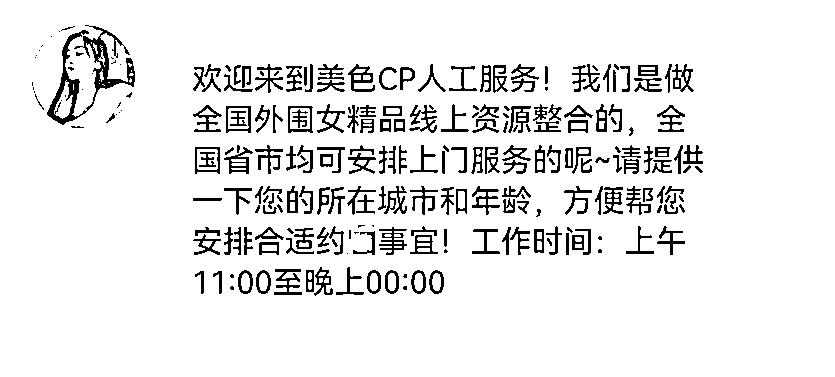 欢迎来到美色CP人工服务！我们是做
全国外围女精品线上资源整合的，全
国省市均可安排上门服务的呢~请提供
一下您的所在城市和年龄，方便帮您
安排合适约事宜！工作时间：上午
11:00至晚上00:00